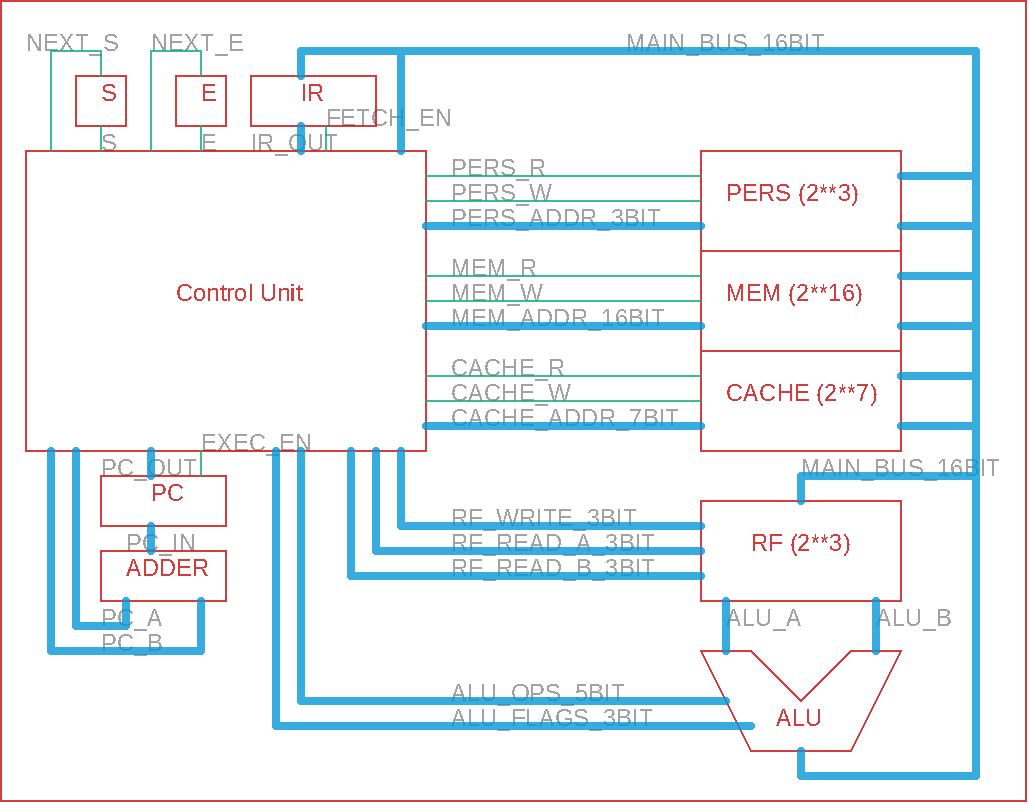 NEXT_S
NEXT_E
MAIN_BUS_16BIT
S
E
IR
FETCH_EN
S
E
IR_OUT
PERS_R
PERS_W
PERS_ADDR_3BIT
PERS (2**3)
MEM_R
MEM_W
MEM_ADDR_16BIT
Control Unit
MEM (2**16)
CACHE_R
CACHE_W
CACHE_ADDR_7BIT
CACHE (2**7)
EXEC_EN
PC_OUT
MAIN_BUS_16BIT
PC
RF_WRITE_3BIT
PC_IN
RF_READ_A_3BIT
RF (2**3)
ADDER
RF_READ_B_3BIT
PC_A
ALU_A
ALU_B
PC_B
ALU_OPS_5BIT
ALU_FLAGS_3BIT
ALU